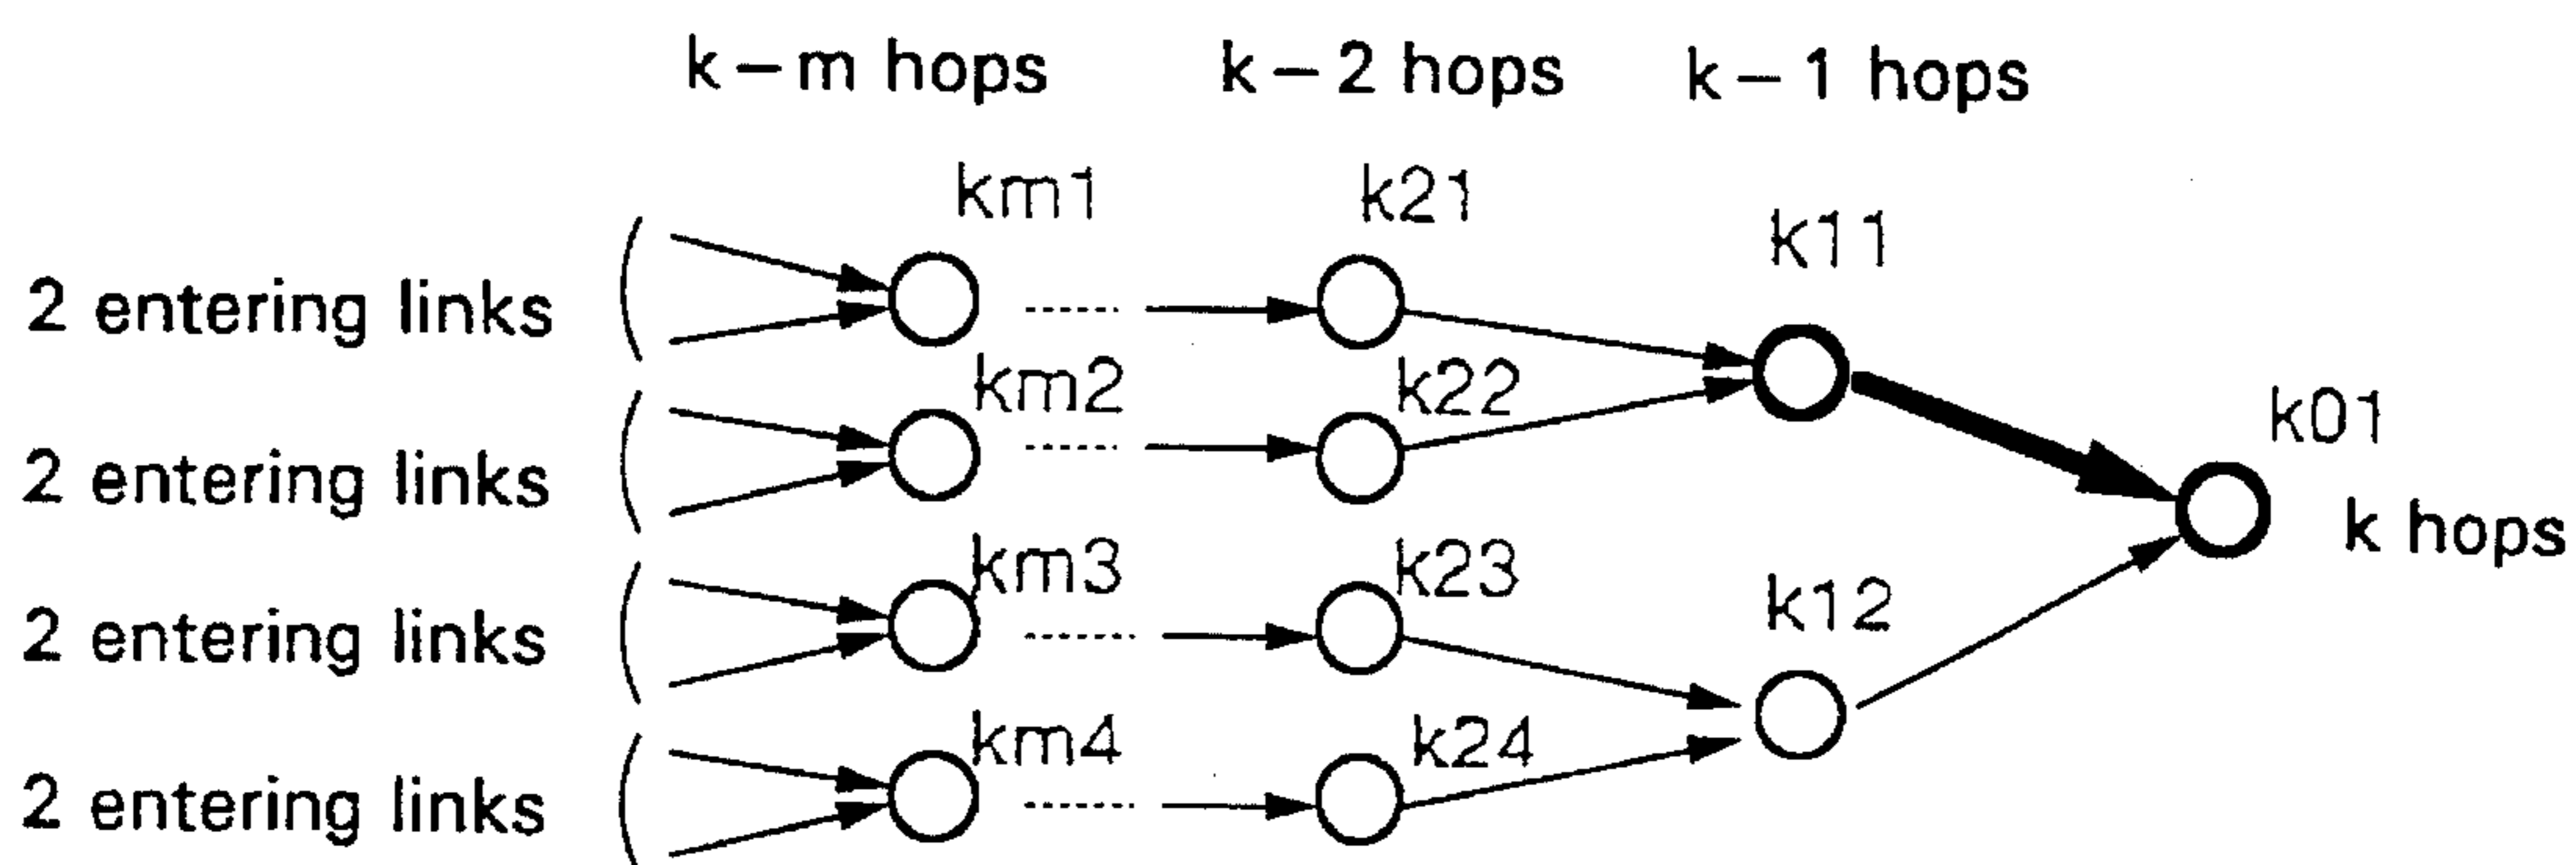 k – m hops k – 2 hops k – 1 hops
km1 k21 k11
2 entering links
km2 k22 k01
2 entering links
k hops
km3 k23 k12
2 entering links
km4 k24
2 entering links